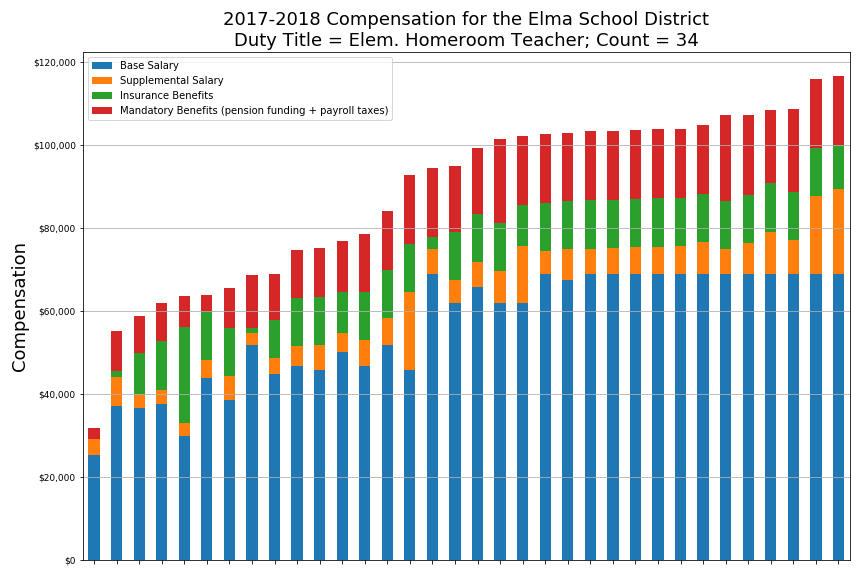 2017-2018 Compensation for the Elma School District
Duty Title = Elem. Homeroom Teacher; Count = 34
Base Salary
Supplemental Salary
Insurance Benefits
Mandatory Benefits (pension funding + payroll taxes)
Compensation
$120,000
$100,000
$80,000
$60,000
$40,000
$20,000
$0